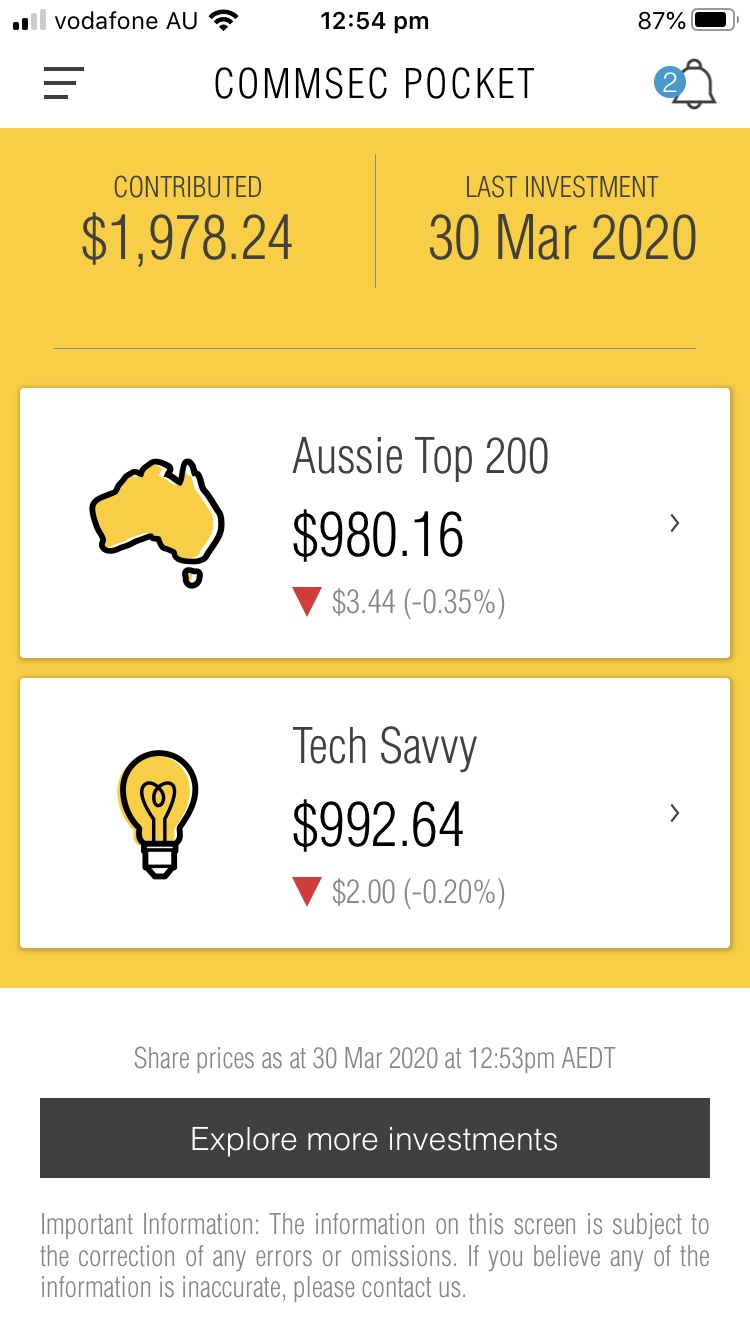 vodafone AU 12:54 pm 87%
COMMSEC POCKET 2
CONTRIBUTED
$1,978.24
LAST INVESTMENT
30 Mar 2020
Aussie Top 200
$980.16
$3.44 (-0.35%)
Tech Savvy
$992.64
$2.00 (-0.20%)
Share prices as at 30 Mar 2020 at 12:53pm AEDT
Explore more investments
Important Information: The information on this screen is subject to
the correction of any errors or omissions. If you believe any of the
information is inaccurate, please contact us.